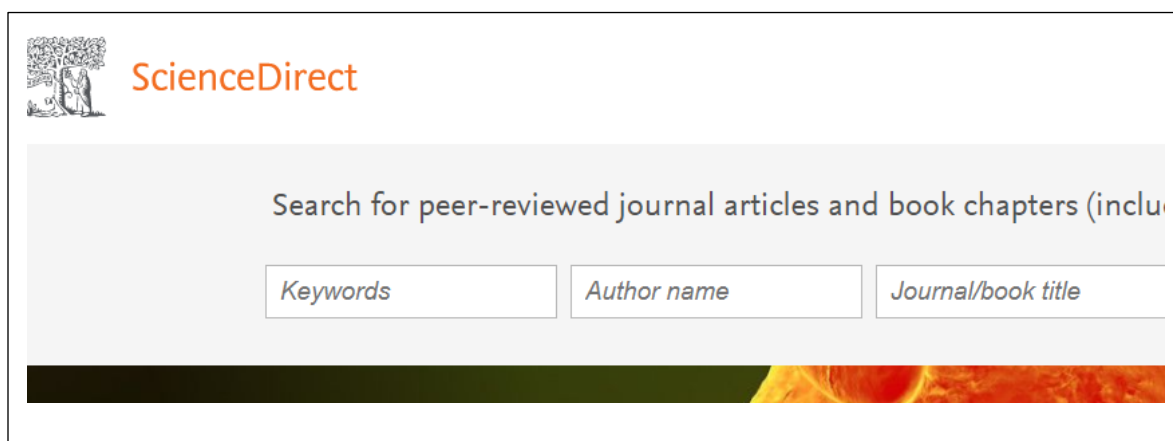 ScienceDirect
Search for peer-reviewed journal articles and book chapters (inclu
Keywords Author name Journal/book title